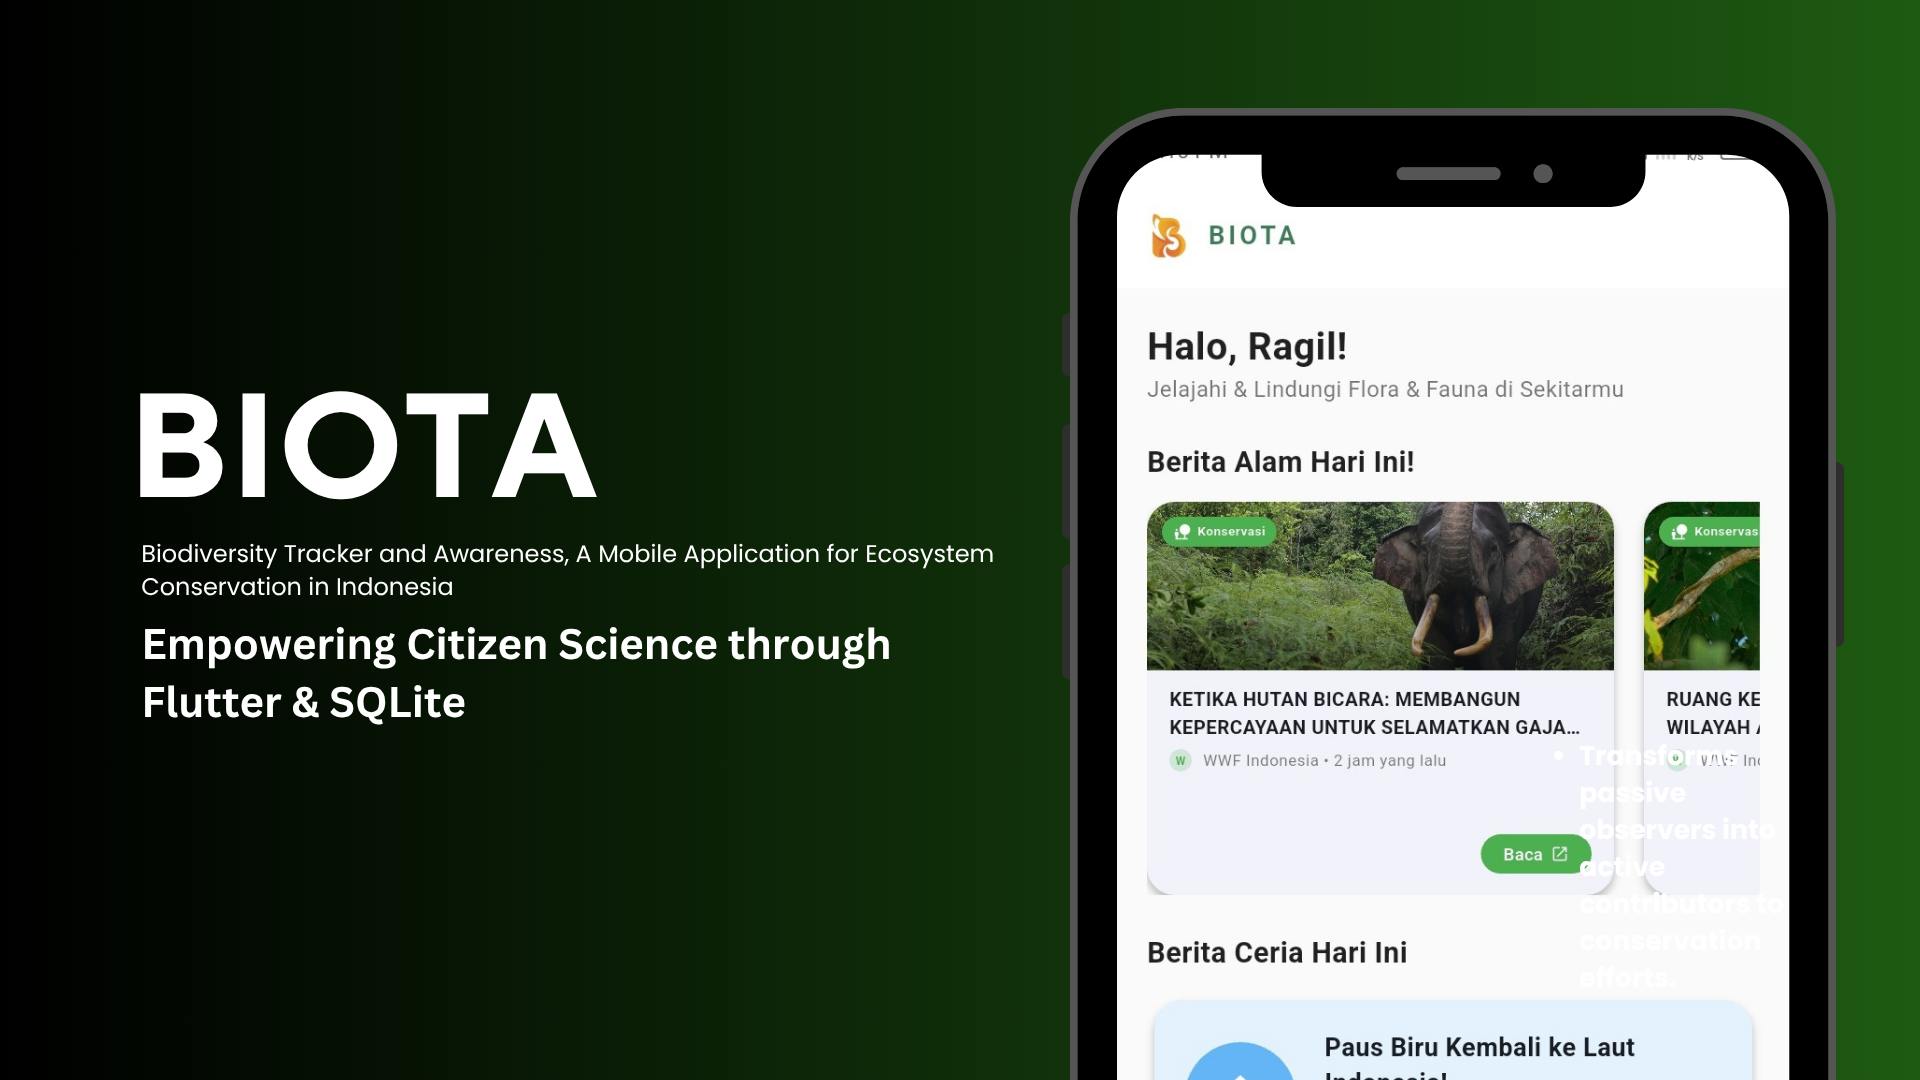 BIOTA
Biodiversity Tracker and Awareness, A Mobile Application for Ecosystem
Conservation in Indonesia
Empowering Citizen Science through
Flutter & SQLite
K/s
BIOTA
Halo, Ragil!
Jelajahi & Lindungi Flora & Fauna di Sekitarmu
Berita Alam Hari Ini!
Konservasi
KETIKA HUTAN BICARA: MEMBANGUN
KEPERCAYAAN UNTUK SELAMATKAN GAJA...
W WWF Indonesia • 2 jam yang lalu
Baca
Konservas
RUANG KE
WILAYAH
• Transforms
passive
observers into
active
contributors to
conservation
efforts.
Berita Ceria Hari Ini
Paus Biru Kembali ke Laut
Indonesia!